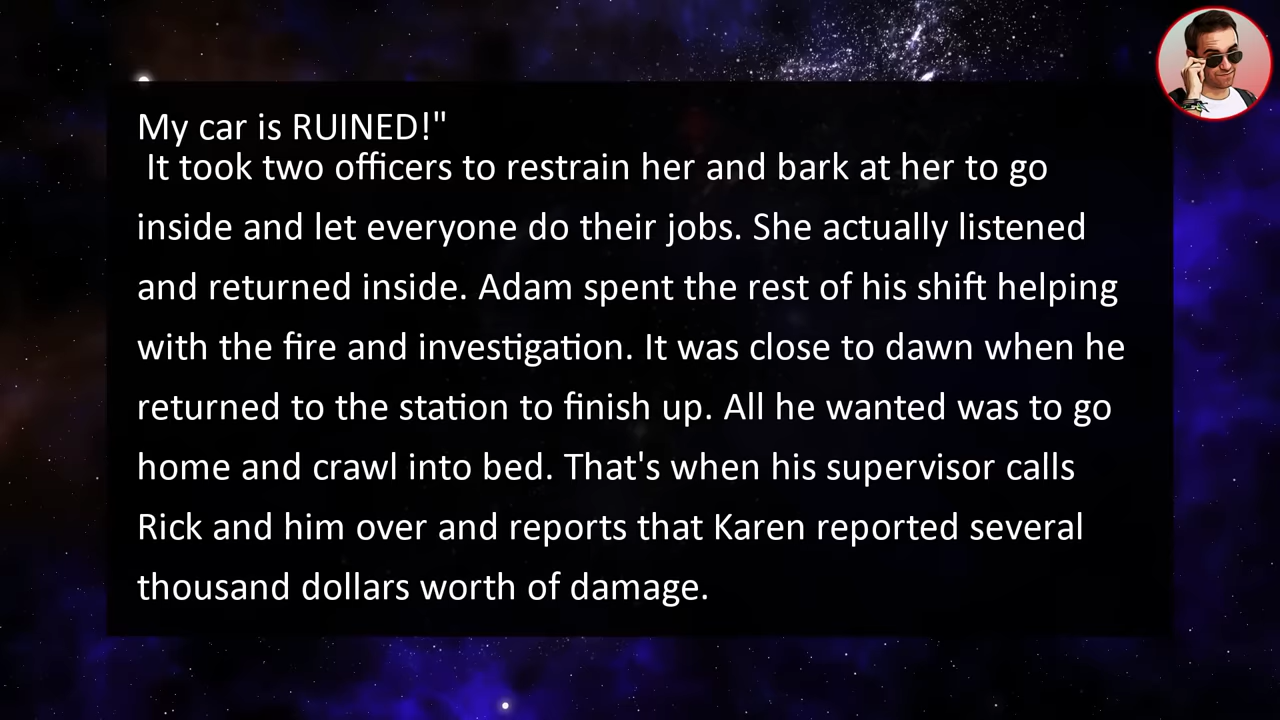 My car is RUINED!"
It took two officers to restrain her and bark at her to go
inside and let everyone do their jobs. She actually listened
and returned inside. Adam spent the rest of his shift helping
with the fire and investigation. It was close to dawn when he
returned to the station to finish up. All he wanted was to go
home and crawl into bed. That's when his supervisor calls
Rick and him over and reports that Karen reported several
thousand dollars worth of damage.